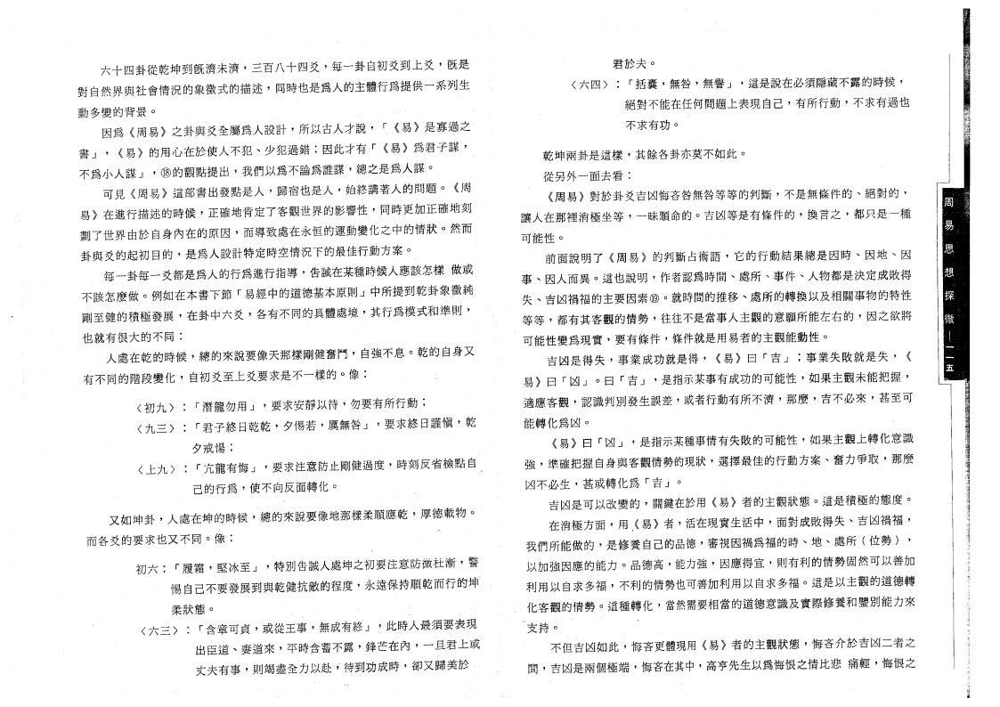 六十四卦從乾坤到旣濟未濟，三百八十四爻，每一卦自初爻到上爻，旣是
對自然界與社會情況的象徵式的描述，同時也是爲人的主體行爲提供一系列生
動多變的背景。
因爲《周易》之卦與爻全屬爲人設計，所以古人才說，「《易》是寡過之
書」，《易》的用心在於使人不犯、少犯過錯；因此才有「《易》爲君子謀，
不爲小人謀」，⑱的觀點提出，我們以爲不論爲誰謀，總之是爲人謀。
可見《周易》這部書出發點是人，歸宿也是人，始終講著人的問題。《周
易》在進行描述的時候，正確地肯定了客觀世界的影響性，同時更加正確地刻
劃了世界由於自身內在的原因，而導致處在永恒的運動變化之中的情狀。然而
卦與爻的起初目的，是爲人設計特定時空情況下的最佳行動方案。
每一卦每一爻都是爲人的行爲進行指導，告誡在某種時候人應該怎樣 做或
不該怎麼做。例如在本書下節「易經中的道德基本原則」中所提到乾卦象徵純
剛至健的積極發展，在卦中六爻，各有不同的具體處境，其行爲模式和準則，
也就有很大的不同：
人處在乾的時候，總的來說要像天那樣剛健奮鬥，自強不息。乾的自身又
有不同的階段變化，自初爻至上爻要求是不一樣的。像：
〈初九〉：「潛龍勿用」，要求安靜以待，勿要有所行動；
〈九三〉：「君子終日乾乾，夕惕若，厲無咎」，要求終日謹愼，乾
夕戒惕；
〈上九〉：「亢龍有悔」，要求注意防止剛健過度，時刻反省檢點自
己的行爲，使不向反面轉化。
又如坤卦，人處在坤的時候，總的來說要像地那樣柔順應乾，厚德載物。
而各爻的要求也又不同。像：
初六：「履霜，堅冰至」，特別告誡人處坤之初要注意防微杜漸，警
惕自己不要發展到與乾健抗敵的程度，永遠保持順乾而行的坤
柔狀態。
〈六三〉：「含章可貞，或從王事，無成有終」，此時人最須要表現
出臣道、妻道來，平時含蓄不露，鋒芒在內，一旦君上或
丈夫有事，則竭盡全力以赴，待到功成時，卻又歸美於
君於夫。
〈六四〉：「括囊，無咎，無譽」，這是說在必須隱藏不露的時候，
絕對不能在任何問題上表現自己，有所行動，不求有過也
不求有功。
乾坤兩卦是這樣，其餘各卦亦莫不如此。
從另外一面去看：
《周易》對於卦爻吉凶悔吝咎無咎等等的判斷，不是無條件的、絕對的，
讓人在那裡消極坐等，一味順命的。吉凶等是有條件的，換言之，都只是一種
可能性。
前面說明了《周易》的判斷占術語，它的行動結果總是因時、因地、因
事、因人而異。這也說明，作者認爲時間、處所、事件、人物都是決定成敗得
失、吉凶禍福的主要因素⑲。就時間的推移、處所的轉換以及相關事物的特性
等等，都有其客觀的情勢，往往不是當事人主觀的意願所能左右的，因之欲將
可能性變爲現實，要有條件，條件就是用易者的主觀能動性。
吉凶是得失，事業成功就是得，《易》曰「吉」；事業失敗就是失，《
易》曰「凶」。曰「吉」，是指示某事有成功的可能性，如果主觀未能把握，
適應客觀，認識判別發生誤差，或者行動有所不濟，那麼，吉不必來，甚至可
能轉化爲凶。
《易》曰「凶」，是指示某種事情有失敗的可能性，如果主觀上轉化意識
強，準確把握自身與客觀情勢的現狀，選擇最佳的行動方案、奮力爭取，那麼
凶不必生，甚或轉化爲「吉」。
吉凶是可以改變的，關鍵在於用《易》者的主觀狀態。這是積極的態度。
在消極方面，用《易》者，活在現實生活中，面對成敗得失、吉凶禍福，
我們所能做的，是修養自己的品德，審視因禍爲福的時、地、處所（位勢），
以加強因應的能力。品德高，能力強，因應得宜，則有利的情勢固然可以善加
利用以自求多福，不利的情勢也可善加利用以自求多福。這是以主觀的道德轉
化客觀的情勢。這種轉化，當然需要相當的道德意識及實際修養和鑒別能力來
支持。
不但吉凶如此，悔吝更體現用《易》者的主觀狀態，悔吝介於吉凶二者之
間，吉凶是兩個極端，悔吝在其中，高亨先生以爲悔恨之情比悲 痛輕，悔恨之
周易思想探微｜一一五